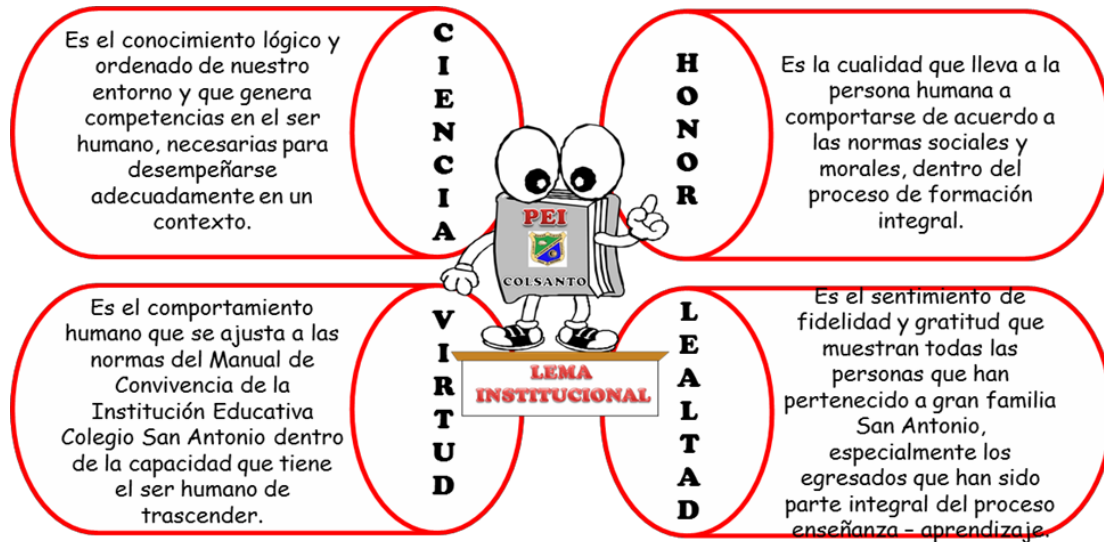 Es el conocimiento lógico y
ordenado de nuestro
entorno y que genera
competencias en el ser
humano, necesarias para
desempeñarse
adecuadamente en un
contexto.
CIENCIA
HONOR
Es la cualidad que lleva a la
persona humana a
comportarse de acuerdo a
las normas sociales y
morales, dentro del
proceso de formación
integral.
PEI
COLSANTO
LEMA
INSTITUCIONAL
Es el comportamiento
humano que se ajusta a las
normas del Manual de
Convivencia de la
Institución Educativa
Colegio San Antonio dentro
de la capacidad que tiene
el ser humano de
trascender.
VIRTUD
LEALTAD
Es el sentimiento de
fidelidad y gratitud que
muestran todas las
personas que han
pertenecido a gran familia
San Antonio,
especialmente los
egresados que han sido
parte integral del proceso
enseñanza – aprendizaje.